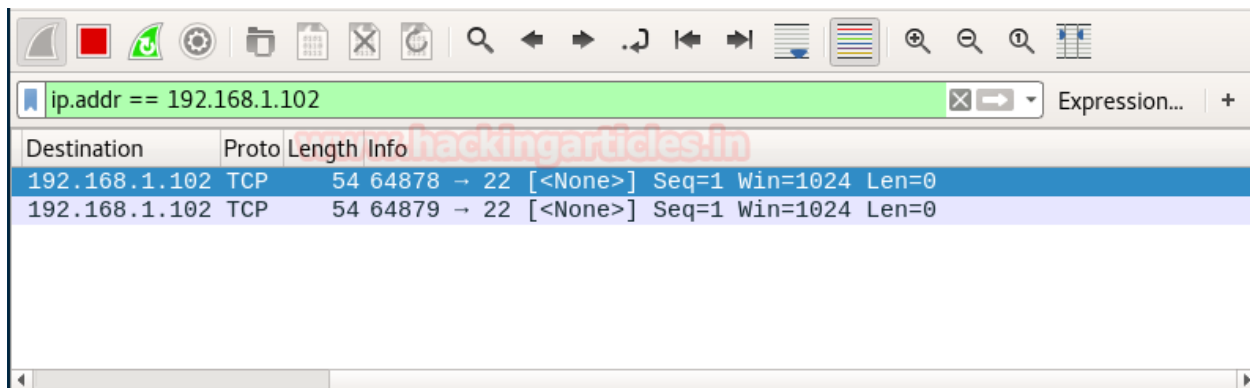 ip.addr == 192.168.1.102 Expression... +
www.hackingarticles.in
Destination Proto Length Info
192.168.1.102 TCP 54 64878 → 22 [<None>] Seq=1 Win=1024 Len=0
192.168.1.102 TCP 54 64879 → 22 [<None>] Seq=1 Win=1024 Len=0